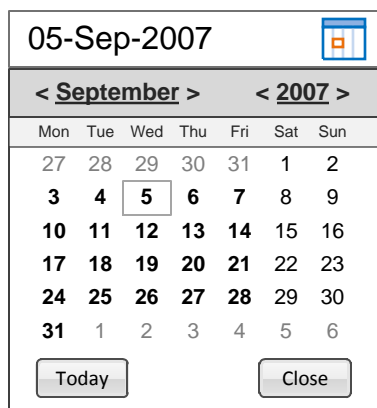 05-Sep-2007
< September > < 2007 >
Mon Tue Wed Thu Fri Sat Sun
27 28 29 30 31 1 2
3 4 5 6 7 8 9
10 11 12 13 14 15 16
17 18 19 20 21 22 23
24 25 26 27 28 29 30
31 1 2 3 4 5 6
Today Close